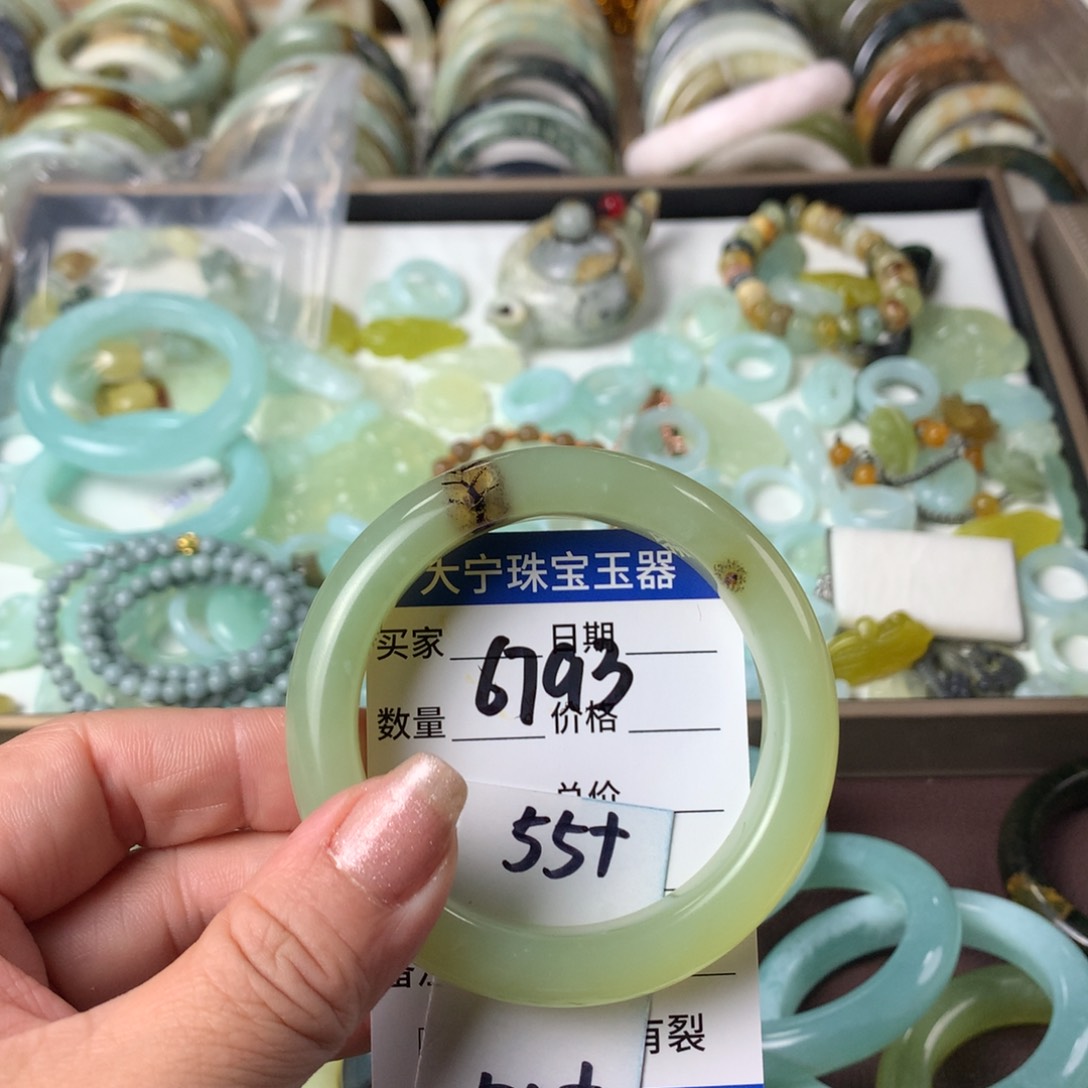 大宁珠宝玉器
买家 日期
6793
数量 价格
总价
55+
有裂